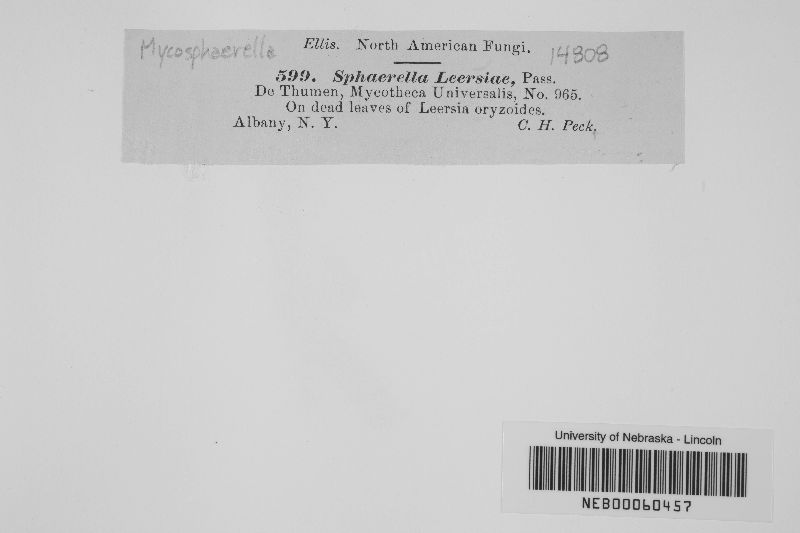 Mycosphaerella
Ellis. North American Fungi.
14808
599. Sphaerella Leersiae, Pass.
De Thumen, Mycotheca Universalis, No. 965.
On dead leaves of Leersia oryzoides.
Albany, N. Y. C. H. Peck.
University of Nebraska - Lincoln
NEB00060457